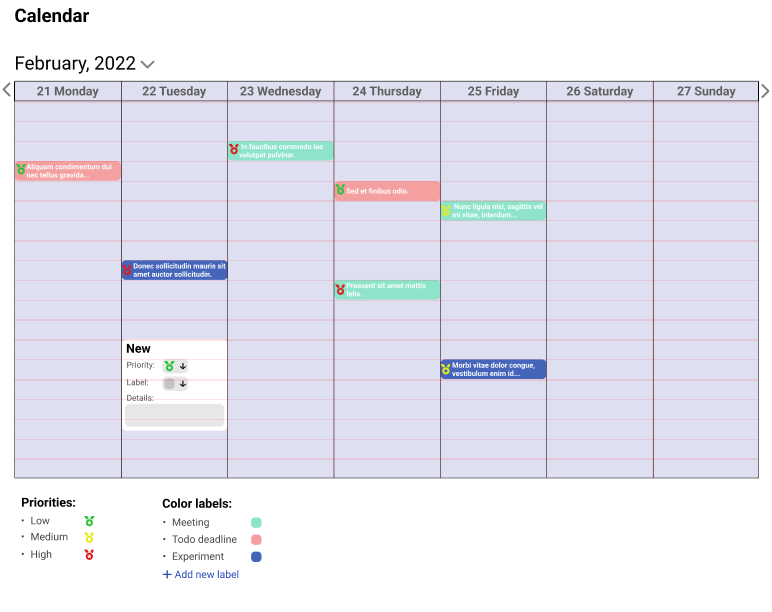 Calendar
February, 2022
21 Monday 22 Tuesday 23 Wednesday 24 Thursday 25 Friday 26 Saturday 27 Sunday
In faucibus commodo leo
volutpat pulvinar.
Aliquam condimentum dui
nec tellus gravida...
Sed et finibus odio.
Nunc ligula nisi, sagittis vel
mi vitae, interdum...
Donec sollicitudin mauris sit
amet auctor sollicitudin.
Praesent sit amet mattis
felis.
New
Priority:
Label:
Details:
Morbi vitae dolor congue,
vestibulum enim id...
Priorities:
• Low
• Medium
• High
Color labels:
• Meeting
• Todo deadline
• Experiment
+ Add new label